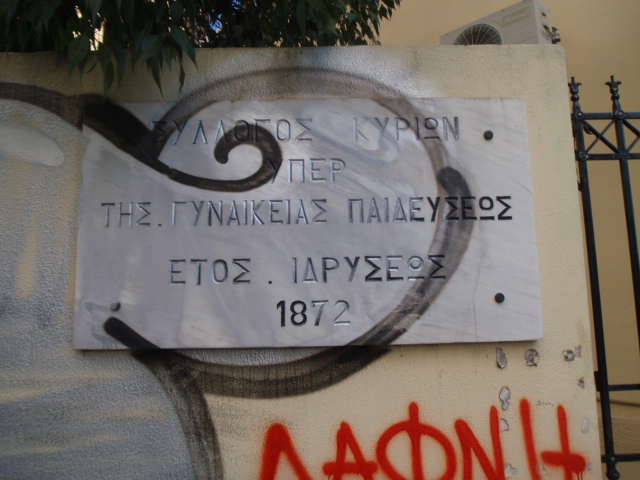 ΣΥΛΛΟΓΟΣ ΚΥΡΙΩΝ
ΥΠΕΡ
ΤΗΣ. ΓΥΝΑΙΚΕΙΑΣ ΠΑΙΔΕΥΣΕΩΣ
ΕΤΟΣ. ΙΔΡΥΣΕΩΣ
1872
ΔΑΦΝΗ